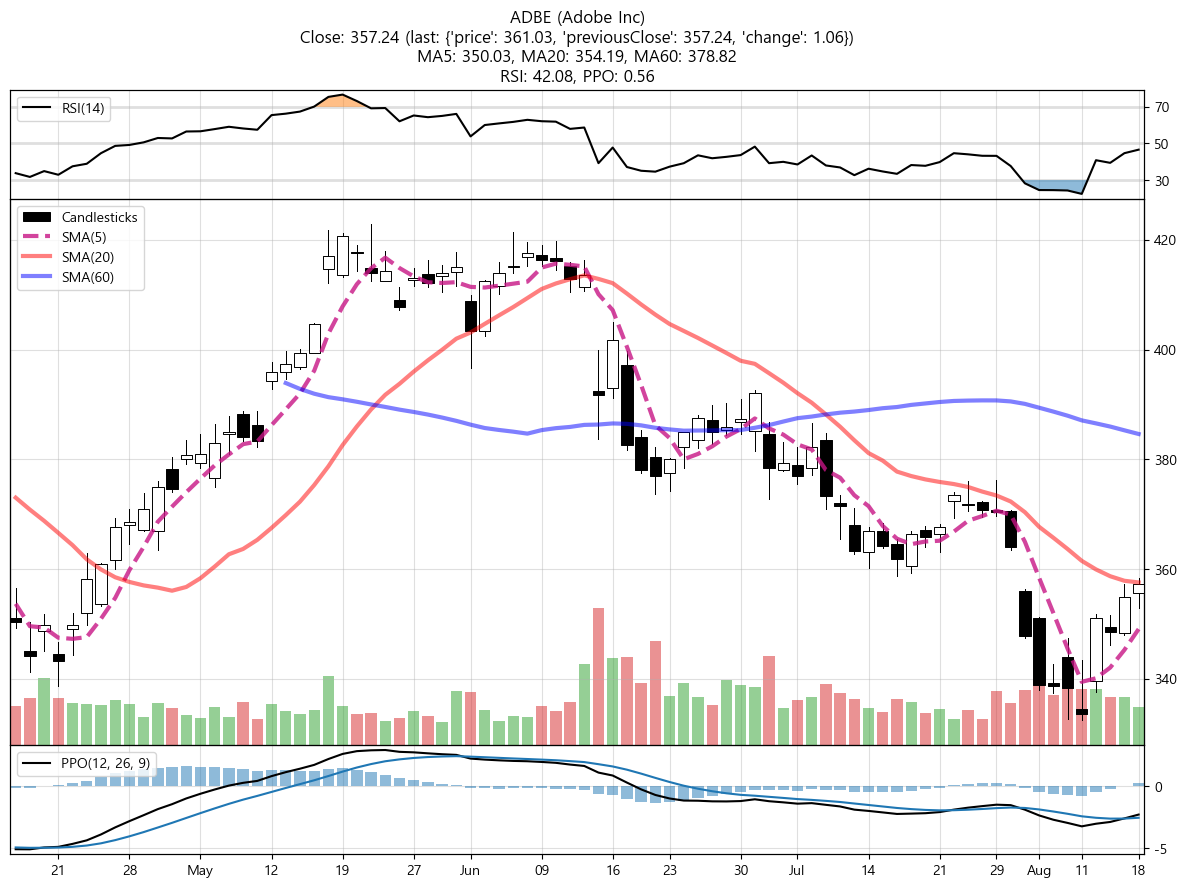 ADBE (Adobe Inc)
Close: 357.24 (last: {'price': 361.03, 'previousClose': 357.24, 'change': 1.06})
MA5: 350.03, MA20: 354.19, MA60: 378.82
RSI: 42.08, PPO: 0.56
RSI(14)
70
50
30
Candlesticks
SMA(5)
SMA(20)
SMA(60)
420
400
380
360
340
PPO(12, 26, 9)
0
-5
21 28 May 12 19 27 Jun 09 16 23 30 Jul 14 21 29 Aug 11 18